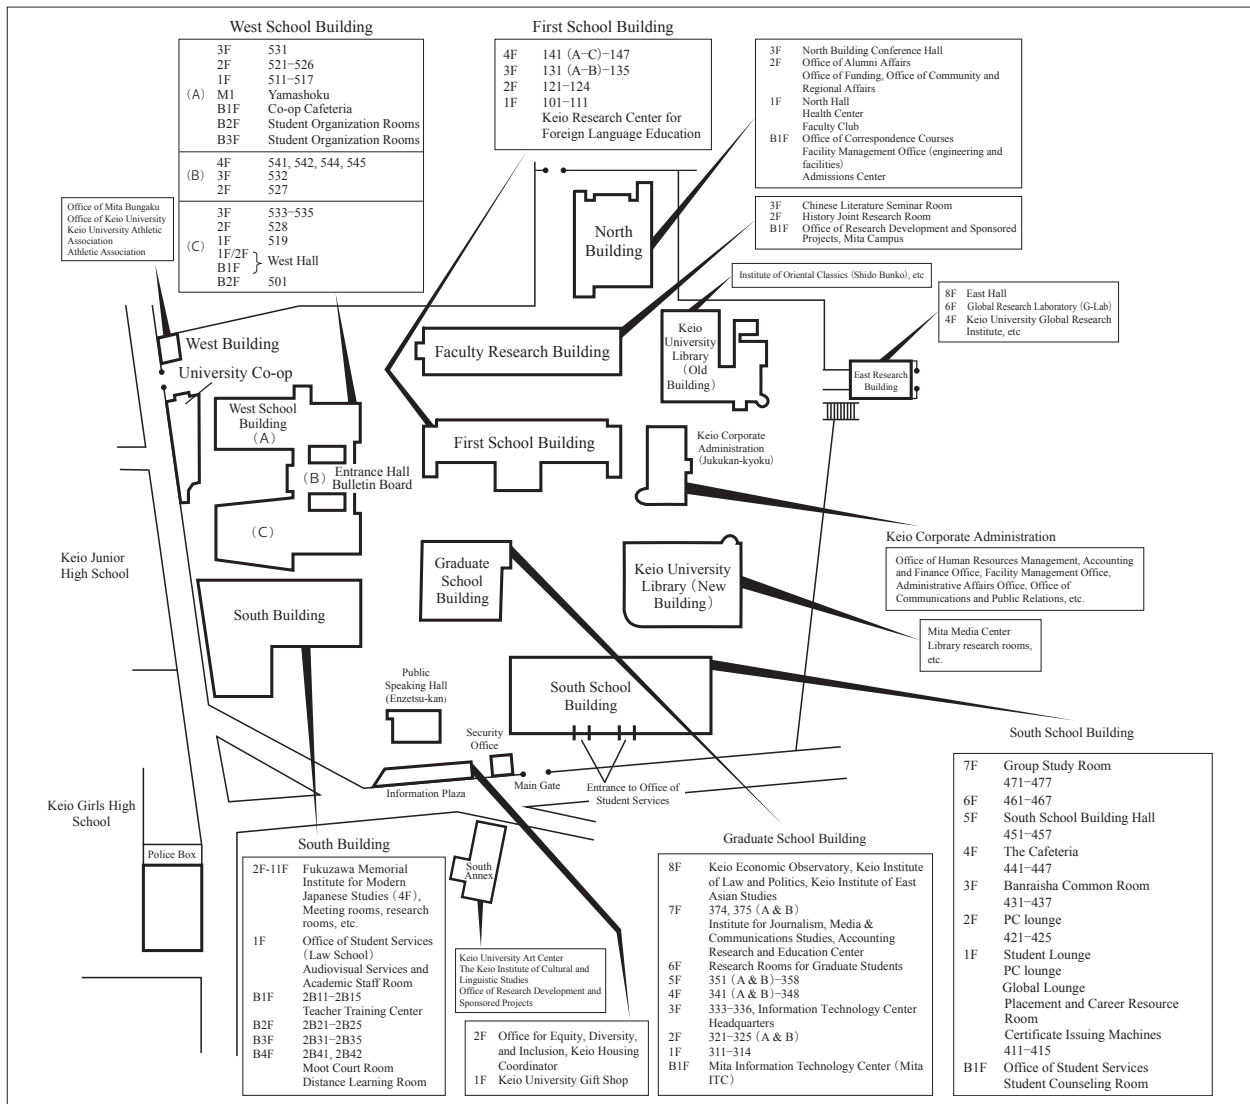 West School Building
(A)
3F 531
2F 521−526
1F 511−517
M1 Yamashoku
B1F Co-op Cafeteria
B2F Student Organization Rooms
B3F Student Organization Rooms
(B)
4F 541, 542, 544, 545
3F 532
2F 527
(C)
3F 533−535
2F 528
1F 519
1F/2F
B1F
West Hall
B2F 501
First School Building
4F 141 (A−C)−147
3F 131 (A−B)−135
2F 121−124
1F 101−111
Keio Research Center for
Foreign Language Education
3F North Building Conference Hall
2F Office of Alumni Affairs
Office of Funding, Office of Community and
Regional Affairs
1F North Hall
Health Center
Faculty Club
B1F Office of Correspondence Courses
Facility Management Office (engineering and
facilities)
Admissions Center
3F Chinese Literature Seminar Room
2F History Joint Research Room
B1F Office of Research Development and Sponsored
Projects, Mita Campus
Institute of Oriental Classics (Shido Bunko), etc
8F East Hall
6F Global Research Laboratory (G-Lab)
4F Keio University Global Research
Institute, etc
Office of Mita Bungaku
Office of Keio University
Keio University Athletic
Association
Athletic Association
North
Building
West Building
University Co-op
Faculty Research Building
Keio
University
Library
(Old
Building)
East Research
Building
West School
Building
(A)
(B)
Entrance Hall
Bulletin Board
(C)
First School Building
Keio Corporate
Administration
(Jukukan-kyoku)
Keio Junior
High School
Graduate
School
Building
Keio University
Library (New
Building)
Keio Corporate Administration
Office of Human Resources Management, Accounting
and Finance Office, Facility Management Office,
Administrative Affairs Office, Office of
Communications and Public Relations, etc.
South Building
Mita Media Center
Library research rooms,
etc.
Public
Speaking Hall
(Enzetsu-kan)
South School
Building
Security
Office
Main Gate
Information Plaza
Entrance to Office of
Student Services
Keio Girls High
School
Police Box
South
Annex
South Building
2F-11F Fukuzawa Memorial
Institute for Modern
Japanese Studies (4F),
Meeting rooms, research
rooms, etc.
1F Office of Student Services
(Law School)
Audiovisual Services and
Academic Staff Room
B1F 2B11−2B15
Teacher Training Center
B2F 2B21−2B25
B3F 2B31−2B35
B4F 2B41, 2B42
Moot Court Room
Distance Learning Room
Keio University Art Center
The Keio Institute of Cultural and
Linguistic Studies
Office of Research Development and
Sponsored Projects
2F Office for Equity, Diversity,
and Inclusion, Keio Housing
Coordinator
1F Keio University Gift Shop
Graduate School Building
8F Keio Economic Observatory, Keio Institute
of Law and Politics, Keio Institute of East
Asian Studies
7F 374, 375 (A & B)
Institute for Journalism, Media &
Communications Studies, Accounting
Research and Education Center
6F Research Rooms for Graduate Students
5F 351 (A & B)−358
4F 341 (A & B)−348
3F 333−336, Information Technology Center
Headquarters
2F 321−325 (A & B)
1F 311−314
B1F Mita Information Technology Center (Mita
ITC)
South School Building
7F Group Study Room
471−477
6F 461−467
5F South School Building Hall
451−457
4F The Cafeteria
441−447
3F Banraisha Common Room
431−437
2F PC lounge
421−425
1F Student Lounge
PC lounge
Global Lounge
Placement and Career Resource
Room
Certificate Issuing Machines
411−415
B1F Office of Student Services
Student Counseling Room